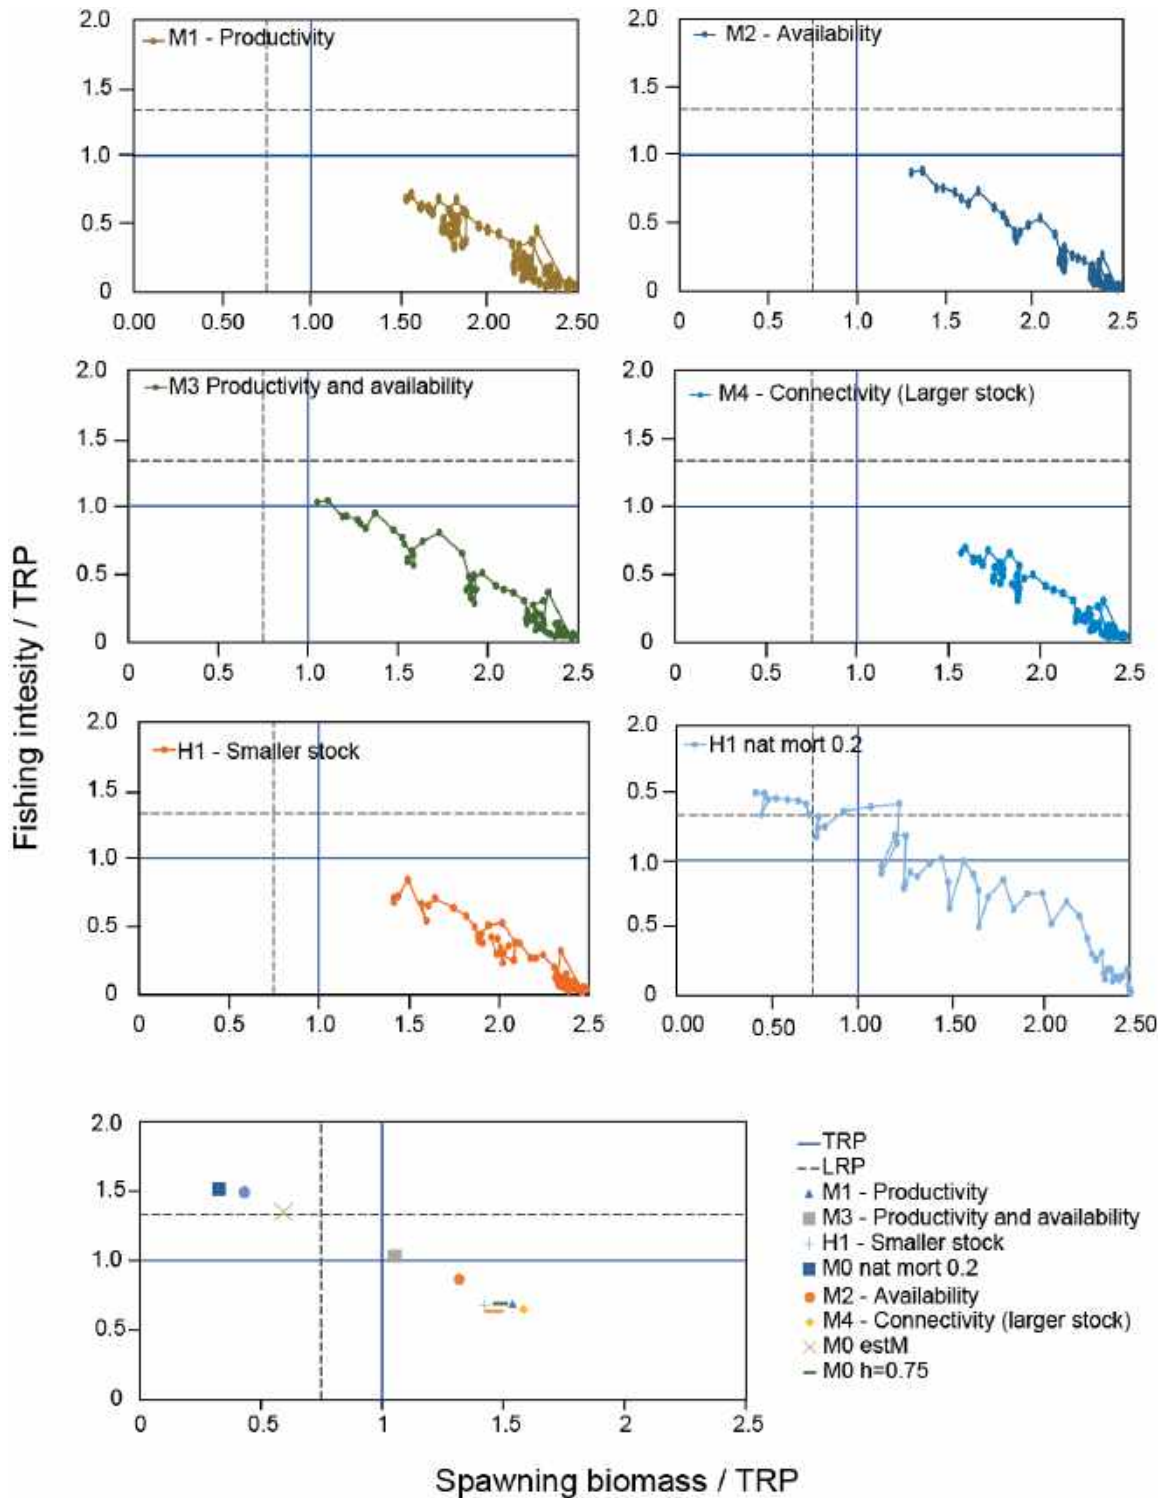 2.0
M1 - Productivity
1.5
1.0
0.5
0
0.00 0.50 1.00 1.50 2.00 2.50
2.0
M2 - Availability
1.5
1.0
0.5
0
0 0.5 1.0 1.5 2.0 2.5
2.0
M3 Productivity and availability
1.5
1.0
0.5
0
0 0.5 1.0 1.5 2.0 2.5
2.0
M4 - Connectivity (Larger stock)
1.5
1.0
0.5
0
0 0.5 1.0 1.5 2.0 2.5
Fishing intesity / TRP
2.0
H1 - Smaller stock
1.5
1.0
0.5
0
0 0.5 1.0 1.5 2.0 2.5
2.0
H1 nat mort 0.2
0.5
1.0
0.5
0
0.00 0.50 1.00 1.50 2.00 2.50
2.0
1.5
1.0
0.5
0
0 0.5 1 1.5 2 2.5
TRP
LRP
M1 - Productivity
M3 - Productivity and availability
H1 - Smaller stock
M0 nat mort 0.2
M2 - Availability
M4 - Connectivity (larger stock)
M0 estM
M0 h=0.75
Spawning biomass / TRP